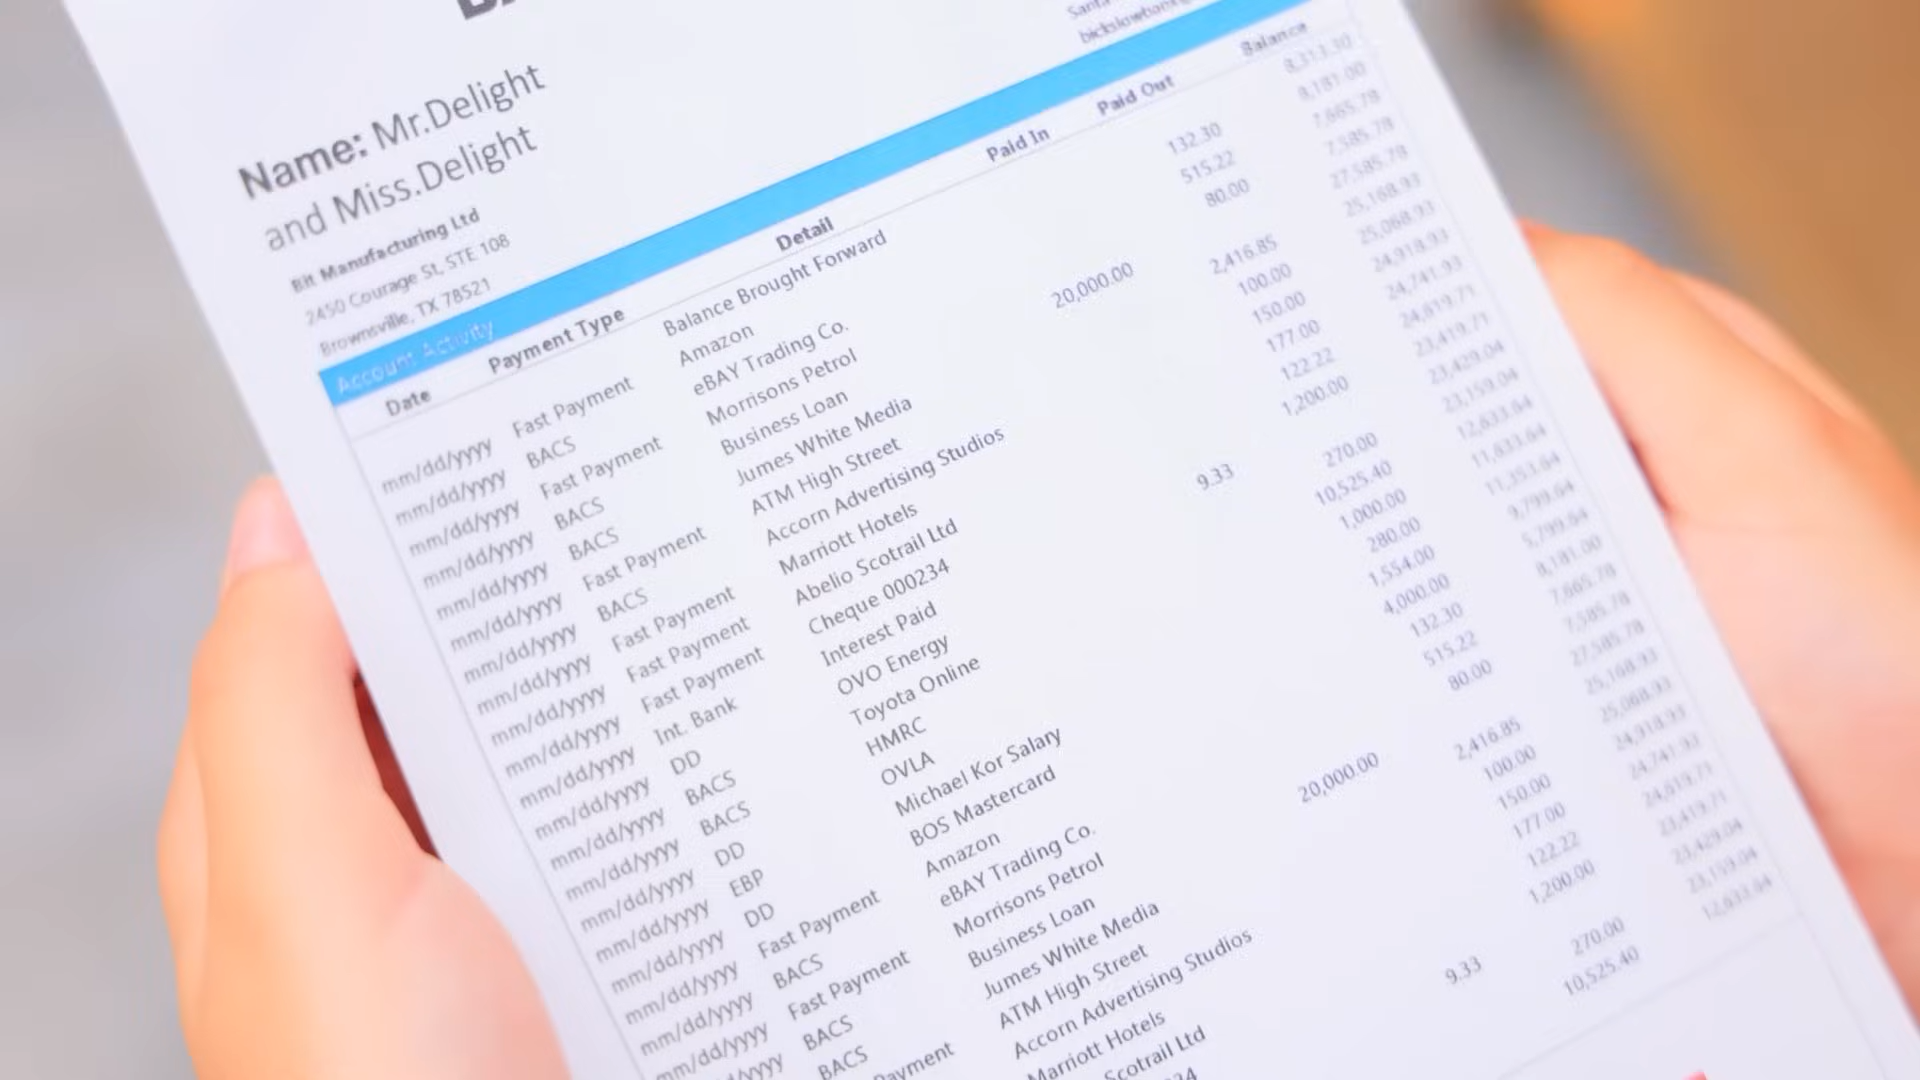 Santa
Name: Mr.Delight
and Miss.Delight
Bit Manufacturing Ltd
2450 Courage St, STE 108
Brownsville, TX 78521
Account Activity
Date Payment Type Detail Paid In Paid Out Balance
Balance Brought Forward 8,313.30
mm/dd/yyyy Fast Payment Amazon 132.30 8,181.00
mm/dd/yyyy BACS eBAY Trading Co. 515.22 7,665.78
mm/dd/yyyy Fast Payment Morrisons Petrol 80.00 7,585.78
mm/dd/yyyy BACS Business Loan 20,000.00 27,585.78
mm/dd/yyyy BACS Jumes White Media 2,416.85 25,168.93
mm/dd/yyyy Fast Payment ATM High Street 100.00 25,068.93
mm/dd/yyyy BACS Accorn Advertising Studios 150.00 24,918.93
mm/dd/yyyy Fast Payment Marriott Hotels 177.00 24,741.93
mm/dd/yyyy Fast Payment Abelio Scotrail Ltd 122.22 24,619.71
mm/dd/yyyy Fast Payment Cheque 000234 1,200.00 23,419.71
mm/dd/yyyy Int. Bank Interest Paid 9.33 23,429.04
mm/dd/yyyy DD OVO Energy 270.00 23,159.04
mm/dd/yyyy BACS Toyota Online 10,525.40 12,633.64
mm/dd/yyyy BACS HMRC 1,000.00 11,633.64
mm/dd/yyyy DD OVLA 280.00 11,353.64
mm/dd/yyyy EBP Michael Kor Salary 1,554.00 9,799.64
mm/dd/yyyy DD BOS Mastercard 4,000.00 5,799.64
mm/dd/yyyy Fast Payment Amazon 132.30 8,181.00
mm/dd/yyyy BACS eBAY Trading Co. 515.22 7,665.78
mm/dd/yyyy Fast Payment Morrisons Petrol 80.00 7,585.78
mm/dd/yyyy BACS Business Loan 20,000.00 27,585.78
BACS Jumes White Media 2,416.85 25,168.93
Payment ATM High Street 100.00 25,068.93
Accorn Advertising Studios 150.00 24,918.93
Marriott Hotels 177.00 24,741.93
Scotrail Ltd 122.22 24,619.71
1,200.00 23,419.71
9.33 23,429.04
270.00 23,159.04
10,525.40 12,633.64